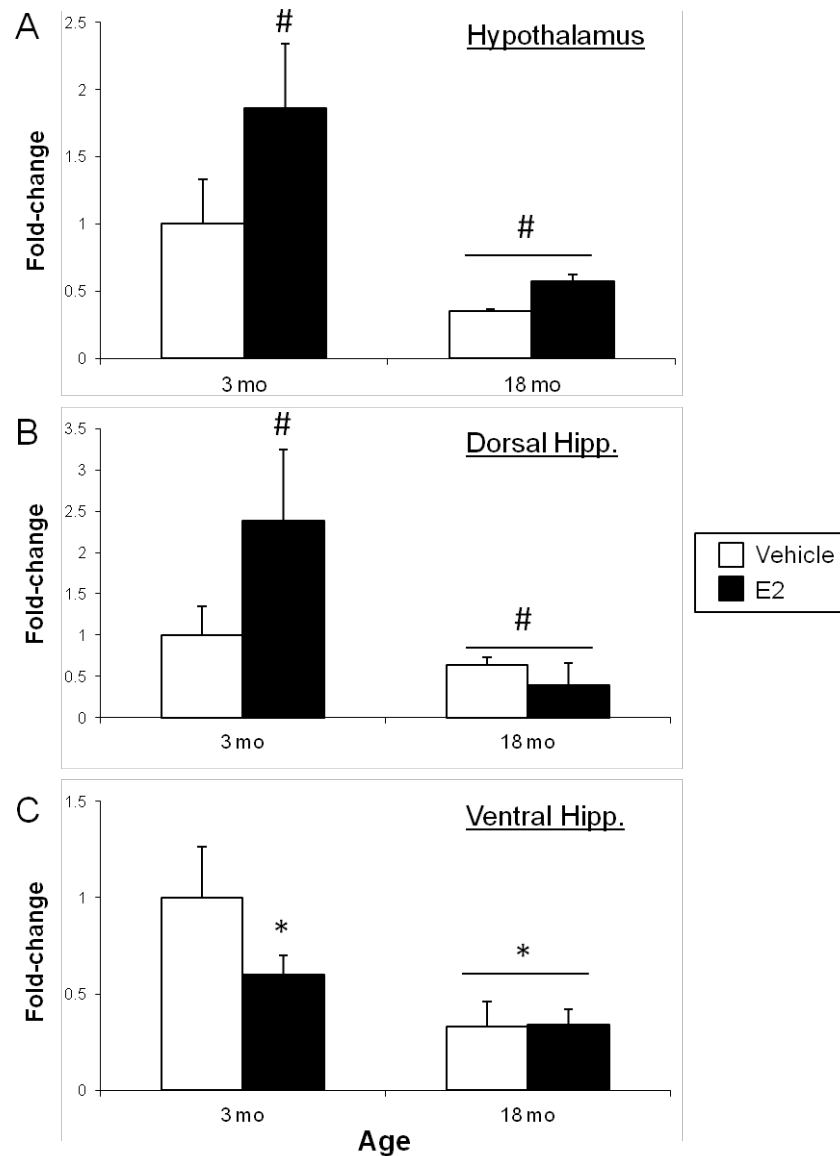 A
Hypothalamus
Fold-change
2.5
2
1.5
1
0.5
0
#
#
3 mo
18 mo
B
Dorsal Hipp.
Fold-change
3.5
3
2.5
2
1.5
1
0.5
0
#
#
3 mo
18 mo
Vehicle
E2
C
Ventral Hipp.
Fold-change
1.5
1
0.5
0
*
*
3 mo
18 mo
Age